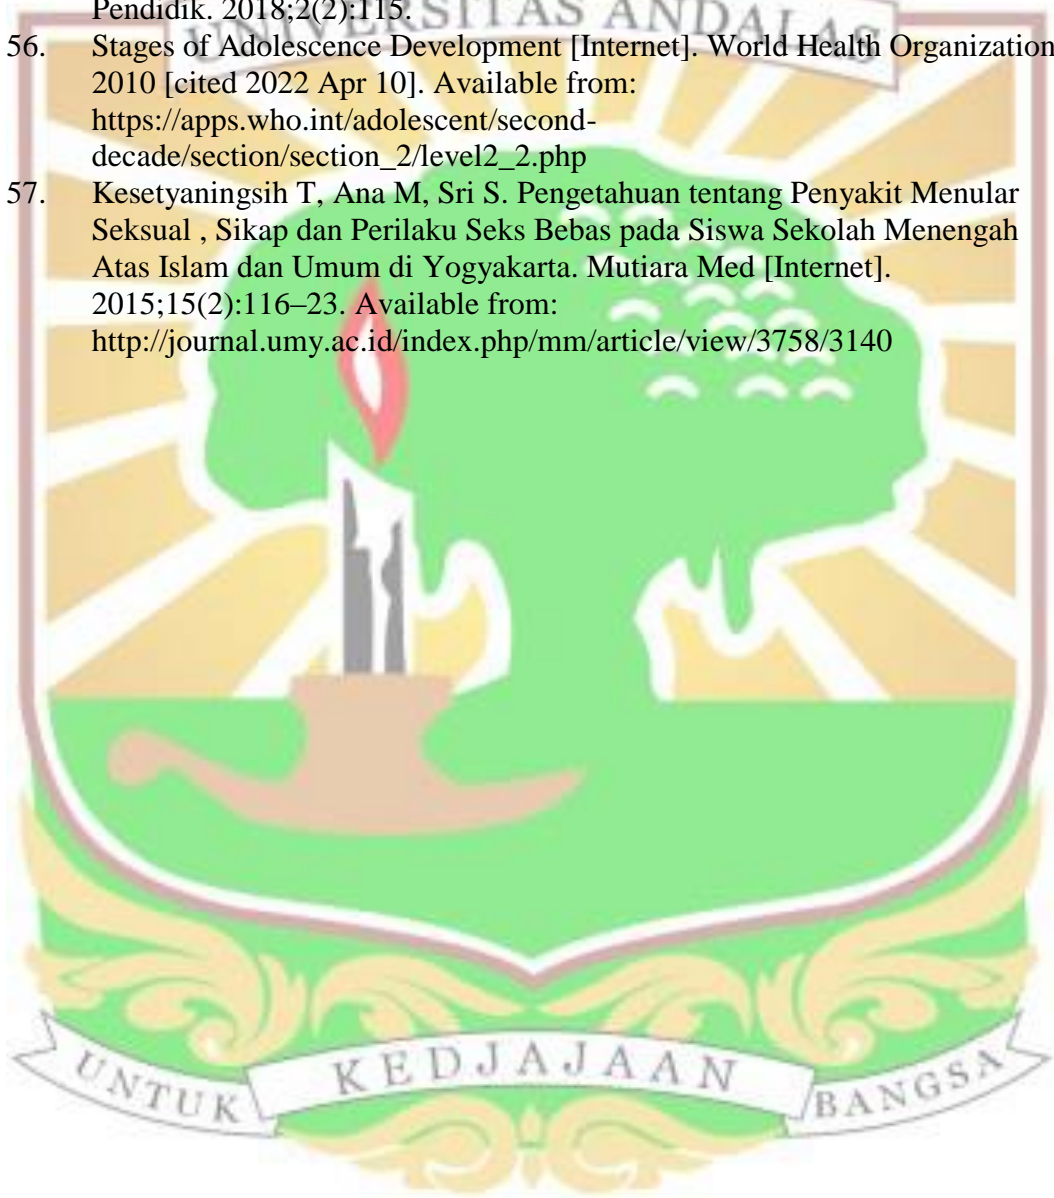 Pendidik. 2018;2(2):115.
UNIVERSITAS ANDALAS
56. Stages of Adolescence Development [Internet]. World Health Organization
2010 [cited 2022 Apr 10]. Available from:
https://apps.who.int/adolescent/second-
decade/section/section_2/level2_2.php
57. Kesetyaningsih T, Ana M, Sri S. Pengetahuan tentang Penyakit Menular
Seksual , Sikap dan Perilaku Seks Bebas pada Siswa Sekolah Menengah
Atas Islam dan Umum di Yogyakarta. Mutiara Med [Internet].
2015;15(2):116–23. Available from:
http://journal.umy.ac.id/index.php/mm/article/view/3758/3140
UNTUK KEDJAJAAN BANGSA